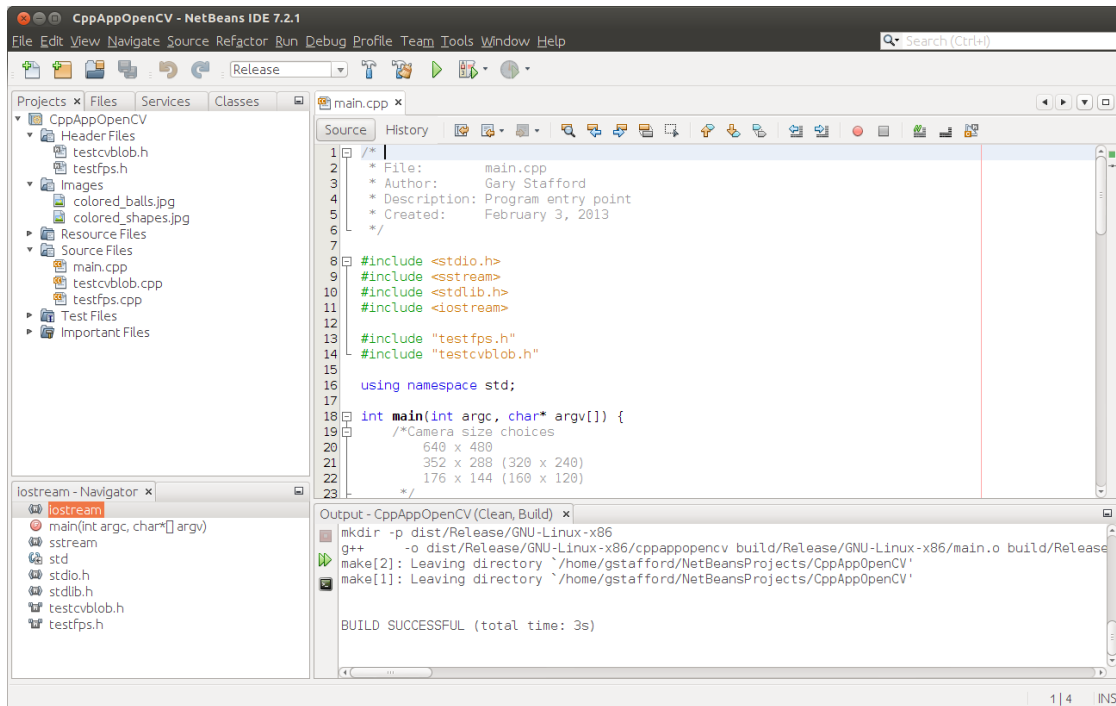 CppAppOpenCV - NetBeans IDE 7.2.1
File Edit View Navigate Source Refactor Run Debug Profile Team Tools Window Help
Search (Ctrl+I)
Release
Projects Files Services Classes
CppAppOpenCV
Header Files
testcvblob.h
testfps.h
Images
colored_balls.jpg
colored_shapes.jpg
Resource Files
Source Files
main.cpp
testcvblob.cpp
testfps.cpp
Test Files
Important Files
iostream - Navigator
iostream
main(int argc, char*[] argv)
sstream
std
stdio.h
stdlib.h
testcvblob.h
testfps.h
main.cpp
Source History
1 /*
2 * File: main.cpp
3 * Author: Gary Stafford
4 * Description: Program entry point
5 * Created: February 3, 2013
6 */
7
8 #include <stdio.h>
9 #include <sstream>
10 #include <stdlib.h>
11 #include <iostream>
12
13 #include "testfps.h"
14 #include "testcvblob.h"
15
16 using namespace std;
17
18 int main(int argc, char* argv[]) {
19 /*Camera size choices
20 640 x 480
21 352 x 288 (320 x 240)
22 176 x 144 (160 x 120)
23 */
Output - CppAppOpenCV (Clean, Build)
mkdir -p dist/Release/GNU-Linux-x86
g++ -o dist/Release/GNU-Linux-x86/cppappopencv build/Release/GNU-Linux-x86/main.o build/Release
make[2]: Leaving directory `/home/gstafford/NetBeansProjects/CppAppOpenCV'
make[1]: Leaving directory `/home/gstafford/NetBeansProjects/CppAppOpenCV'
BUILD SUCCESSFUL (total time: 3s)
1 | 4 INS